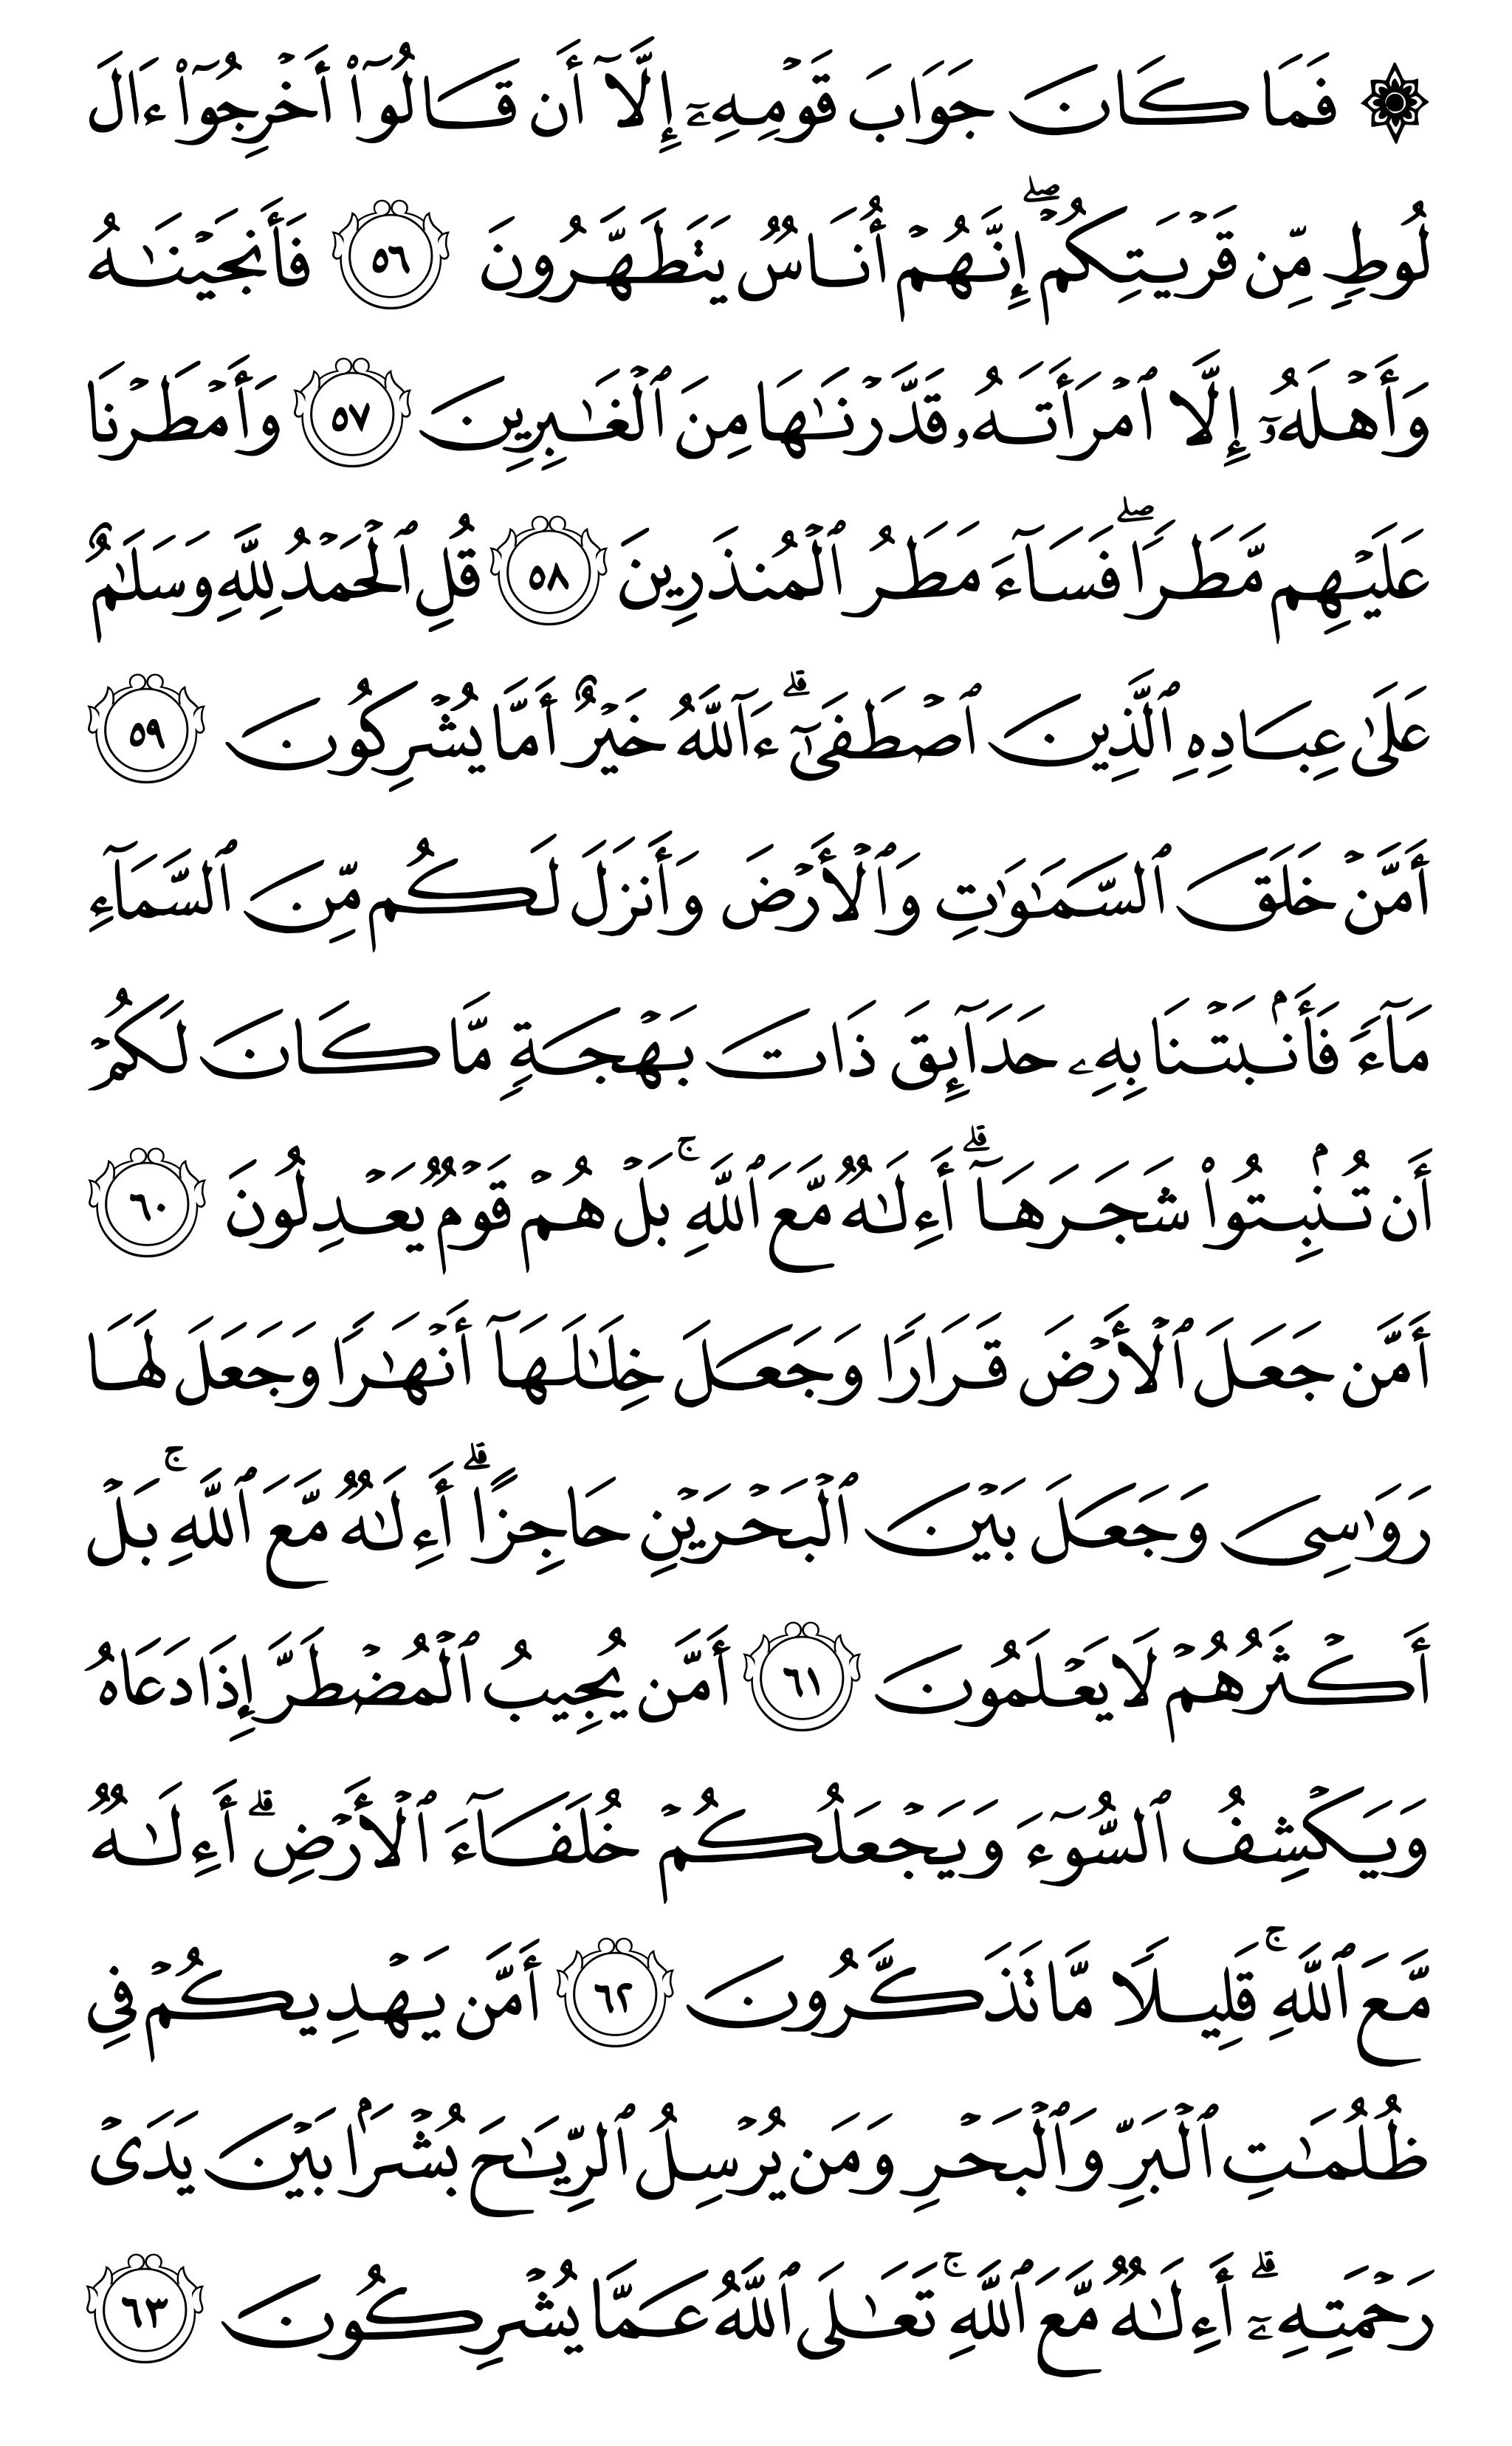 ۞ فَمَا كَانَ جَوَابَ قَوْمِهِۦٓ إِلَّآ أَن قَالُوٓا۟ أَخْرِجُوٓا۟ ءَالَ
لُوطٍ مِّن قَرْيَتِكُمْ ۖ إِنَّهُمْ أُنَاسٌ يَتَطَهَّرُونَ ٥٦ فَأَنجَيْنَـٰهُ
وَأَهْلَهُۥٓ إِلَّا ٱمْرَأَتَهُۥ قَدَّرْنَـٰهَا مِنَ ٱلْغَـٰبِرِينَ ٥٧ وَأَمْطَرْنَا
عَلَيْهِم مَّطَرًا ۖ فَسَآءَ مَطَرُ ٱلْمُنذَرِينَ ٥٨ قُلِ ٱلْحَمْدُ لِلَّهِ وَسَلَـٰمٌ
عَلَىٰ عِبَادِهِ ٱلَّذِينَ ٱصْطَفَىٰٓ ۗ ءَآللَّهُ خَيْرٌ أَمَّا يُشْرِكُونَ ٥٩
أَمَّنْ خَلَقَ ٱلسَّمَـٰوَٰتِ وَٱلْأَرْضَ وَأَنزَلَ لَكُم مِّنَ ٱلسَّمَآءِ
مَآءً فَأَنۢبَتْنَا بِهِۦ حَدَآئِقَ ذَاتَ بَهْجَةٍ مَّا كَانَ لَكُمْ
أَن تُنۢبِتُوا۟ شَجَرَهَآ ۗ أَءِلَـٰهٌ مَّعَ ٱللَّهِ ۚ بَلْ هُمْ قَوْمٌ يَعْدِلُونَ ٦٠
أَمَّن جَعَلَ ٱلْأَرْضَ قَرَارًا وَجَعَلَ خِلَـٰلَهَآ أَنْهَـٰرًا وَجَعَلَ لَهَا
رَوَٰسِىَ وَجَعَلَ بَيْنَ ٱلْبَحْرَيْنِ حَاجِزًا ۗ أَءِلَـٰهٌ مَّعَ ٱللَّهِ ۚ بَلْ
أَكْثَرُهُمْ لَا يَعْلَمُونَ ٦١ أَمَّن يُجِيبُ ٱلْمُضْطَرَّ إِذَا دَعَاهُ
وَيَكْشِفُ ٱلسُّوٓءَ وَيَجْعَلُكُمْ خُلَفَآءَ ٱلْأَرْضِ ۗ أَءِلَـٰهٌ
مَّعَ ٱللَّهِ ۚ قَلِيلًا مَّا تَذَكَّرُونَ ٦٢ أَمَّن يَهْدِيكُمْ فِى
ظُلُمَـٰتِ ٱلْبَرِّ وَٱلْبَحْرِ وَمَن يُرْسِلُ ٱلرِّيَـٰحَ بُشْرًۢا بَيْنَ يَدَىْ
رَحْمَتِهِۦٓ ۗ أَءِلَـٰهٌ مَّعَ ٱللَّهِ ۚ تَعَـٰلَى ٱللَّهُ عَمَّا يُشْرِكُونَ ٦٣